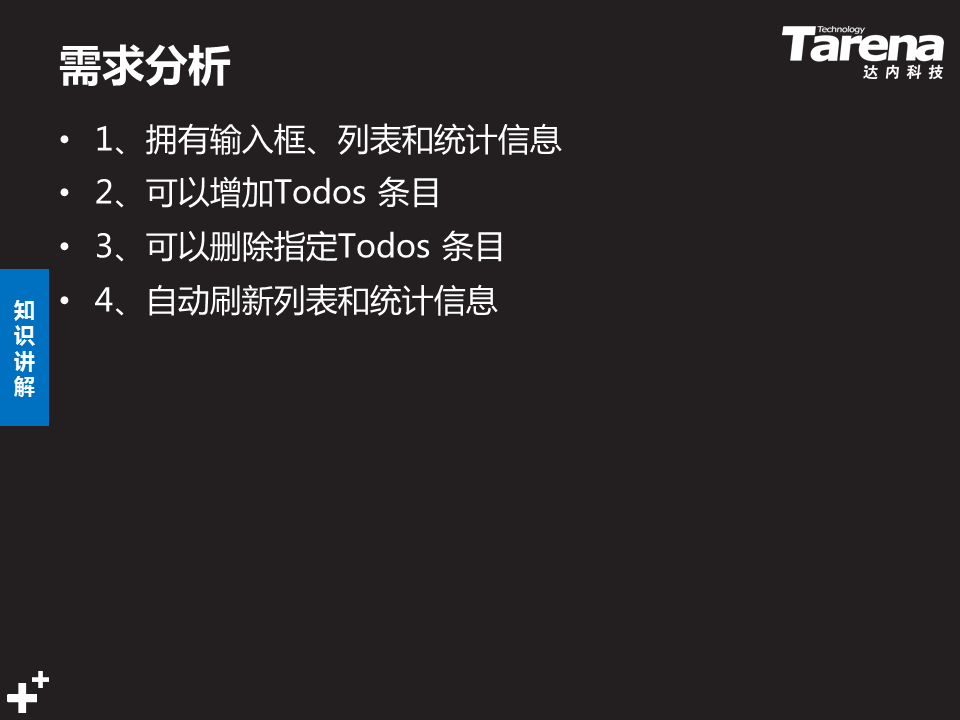 需求分析
Technology
Tarena
达内科技
• 1、拥有输入框、列表和统计信息
• 2、可以增加Todos 条目
• 3、可以删除指定Todos 条目
• 4、自动刷新列表和统计信息
知识讲解